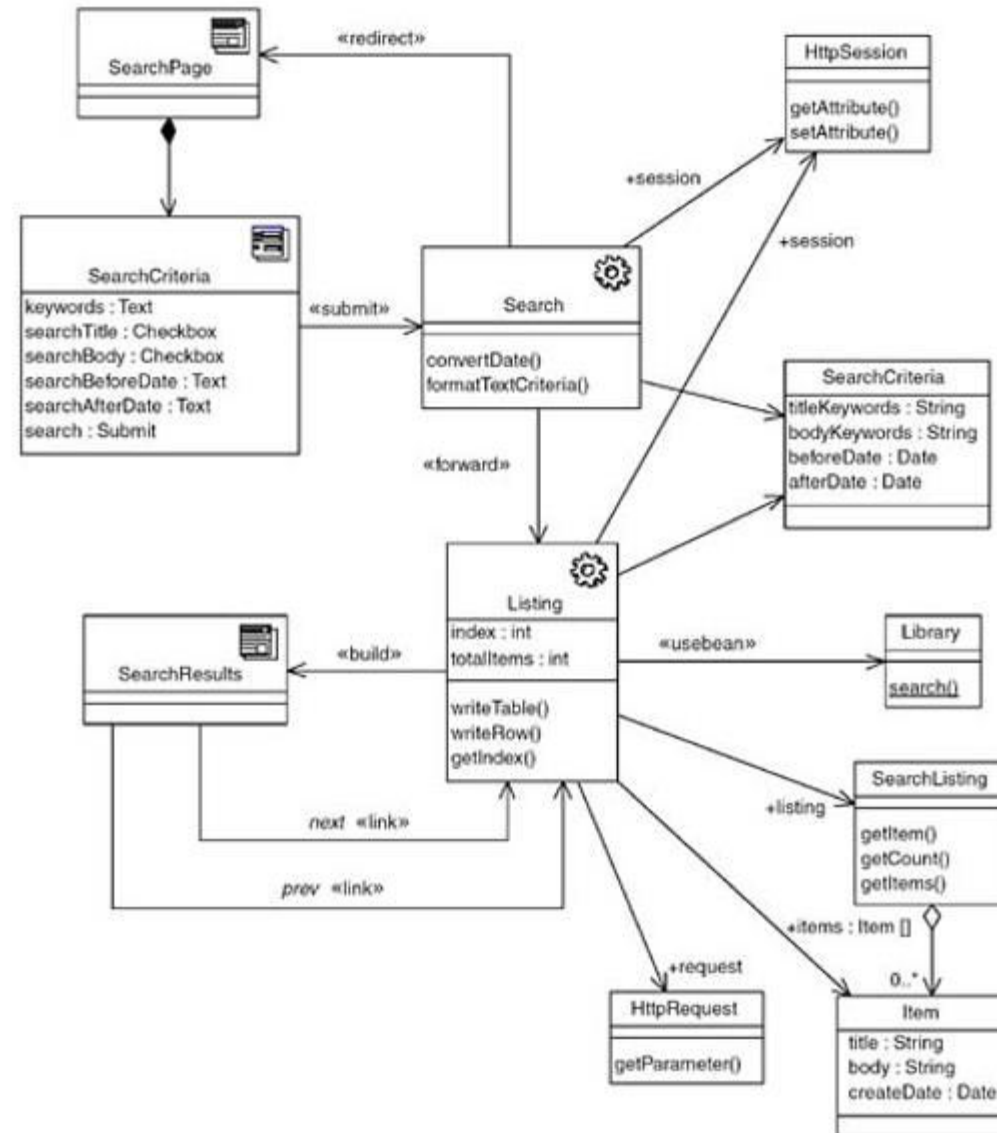 SearchPage
«redirect»
HttpSession
getAttribute()
setAttribute()
+session
+session
SearchCriteria
keywords : Text
searchTitle : Checkbox
searchBody : Checkbox
searchBeforeDate : Text
searchAfterDate : Text
search : Submit
«submit»
Search
convertDate()
formatTextCriteria()
SearchCriteria
titleKeywords : String
bodyKeywords : String
beforeDate : Date
afterDate : Date
«forward»
Listing
index : int
totalItems : int
writeTable()
writeRow()
getIndex()
SearchResults
«build»
«usebean»
Library
search()
SearchListing
getItem()
getCount()
getItems()
+listing
next «link»
prev «link»
+items : Item []
0..*
+request
HttpRequest
getParameter()
Item
title : String
body : String
createDate : Date